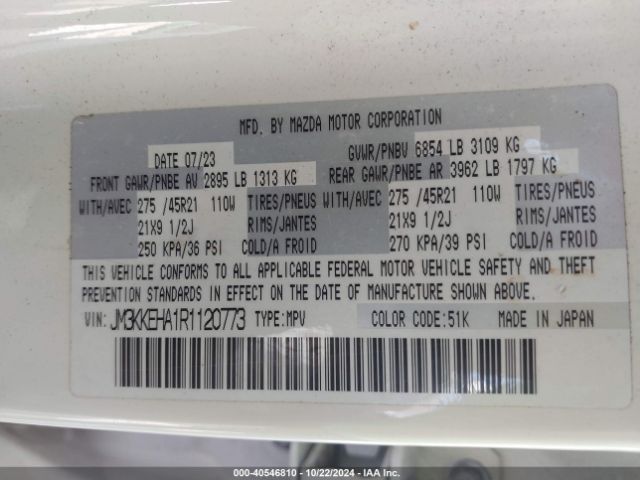 MFD. BY MAZDA MOTOR CORPORATION
DATE 07/23 GVWR/PNBV 6854 LB 3109 KG
FRONT GAWR/PNBE AV 2895 LB 1313 KG REAR GAWR/PNBE AR 3962 LB 1797 KG
WITH/AVEC 275 /45R21 110W TIRES/PNEUS WITH/AVEC 275 /45R21 110W TIRES/PNEUS
21X9 1/2J RIMS/JANTES 21X9 1/2J RIMS/JANTES
250 KPA/36 PSI COLD/A FROID 270 KPA/39 PSI COLD/A FROID
THIS VEHICLE CONFORMS TO ALL APPLICABLE FEDERAL MOTOR VEHICLE SAFETY AND THEFT
PREVENTION STANDARDS IN EFFECT ON THE DATE OF MANUFACTURE SHOWN ABOVE.
VIN: JM3KKEHA1R1120773 TYPE:MPV COLOR CODE:51K MADE IN JAPAN
000-40546810 - 10/22/2024 - IAA Inc.